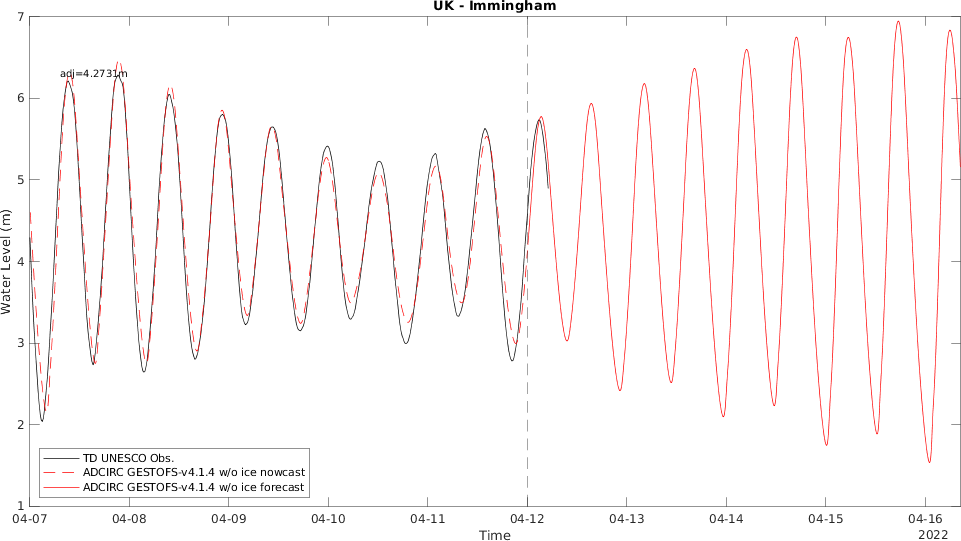 UK - Immingham
7
6
5
4
3
2
1
Water Level (m)
adj=4.2731m
TD UNESCO Obs.
ADCIRC GESTOFS-v4.1.4 w/o ice nowcast
ADCIRC GESTOFS-v4.1.4 w/o ice forecast
04-07 04-08 04-09 04-10 04-11 04-12 04-13 04-14 04-15 04-16
Time
2022